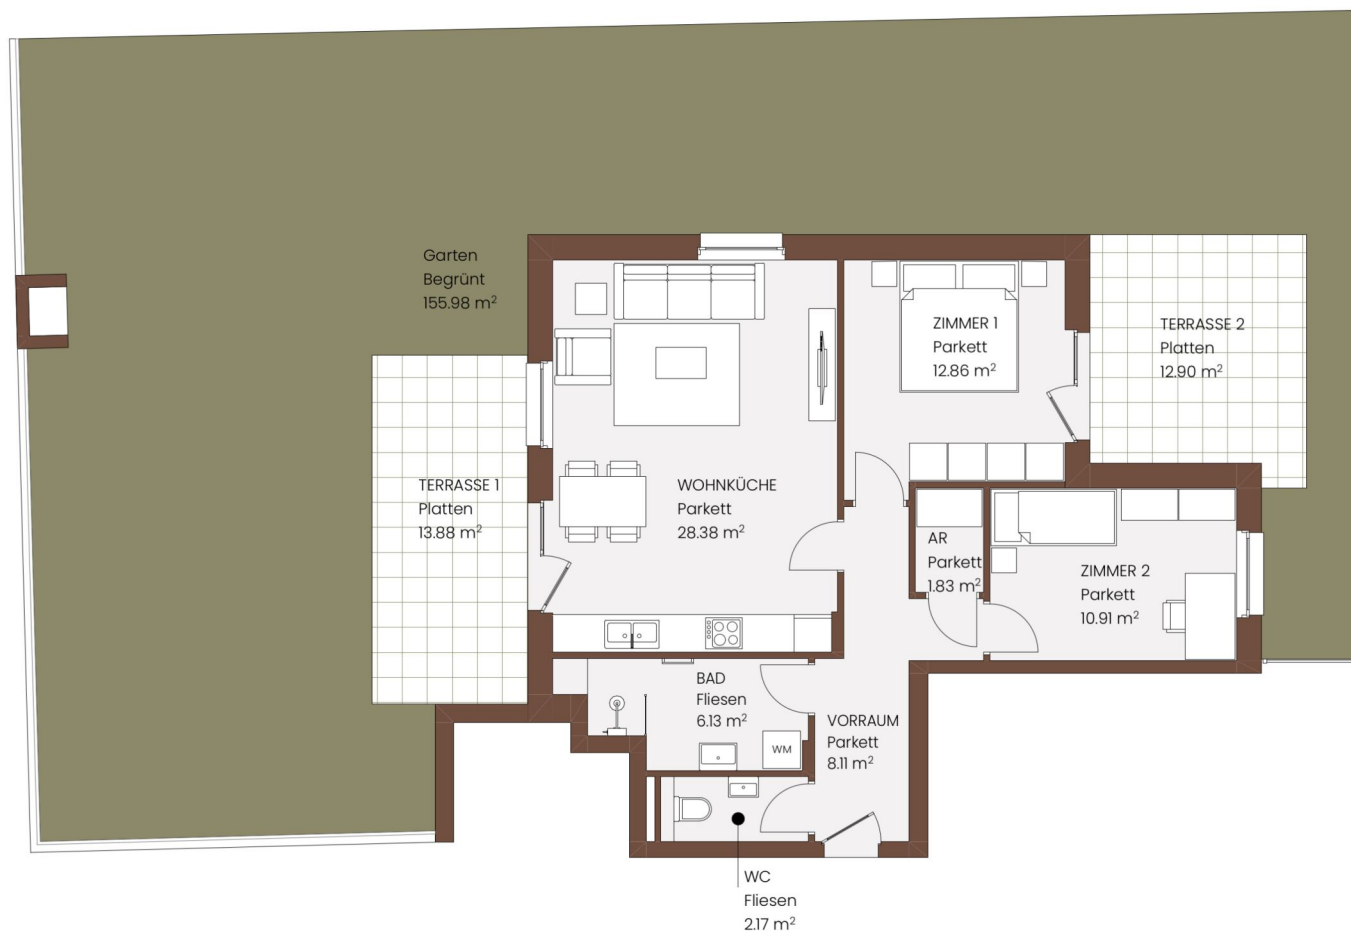 Garten
Begrünt
155.98 m²
ZIMMER 1
Parkett
12.86 m²
TERRASSE 2
Platten
12.90 m²
TERRASSE 1
Platten
13.88 m²
WOHNKÜCHE
Parkett
28.38 m²
AR
Parkett
1.83 m²
ZIMMER 2
Parkett
10.91 m²
BAD
Fliesen
6.13 m²
WM
VORRAUM
Parkett
8.11 m²
WC
Fliesen
2.17 m²